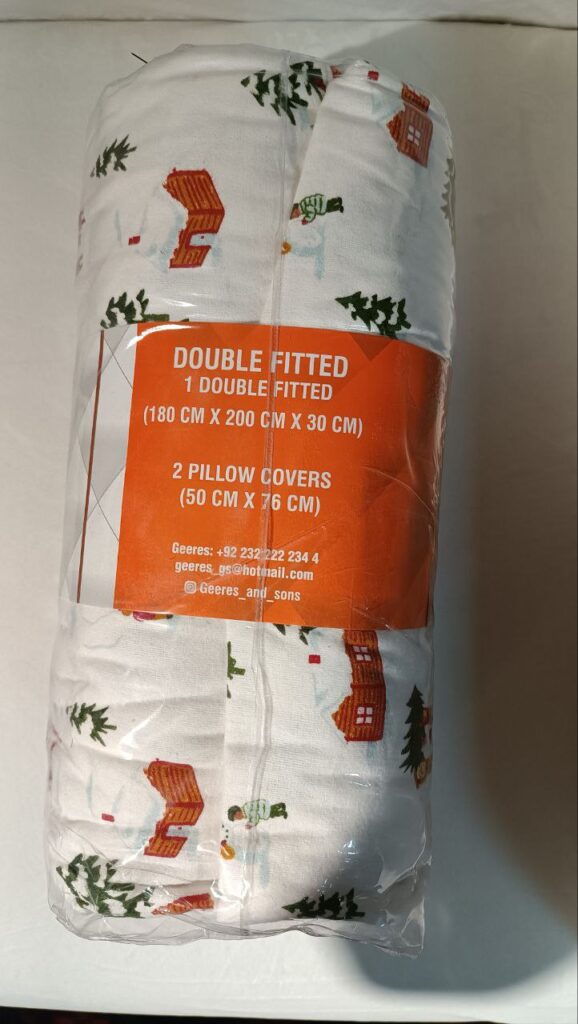 DOUBLE FITTED
1 DOUBLE FITTED
(180 CM X 200 CM X 30 CM)
2 PILLOW COVERS
(50 CM X 76 CM)
Geeres: +92 232 222 234 4
geeres_gs@hotmail.com
Geeres_and_sons